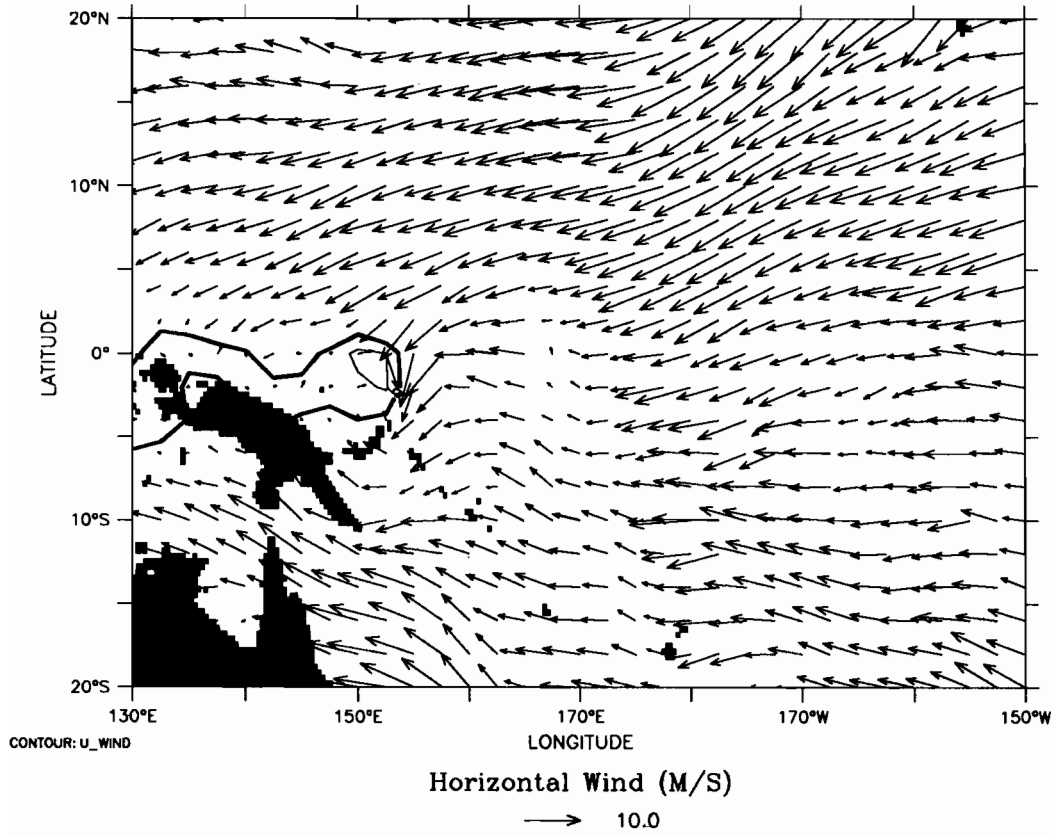 20°N
10°N
0°
10°S
20°S
LATITUDE
130°E 150°E 170°E 170°W 150°W
CONTOUR: U_WIND
LONGITUDE
Horizontal Wind (M/S)
10.0